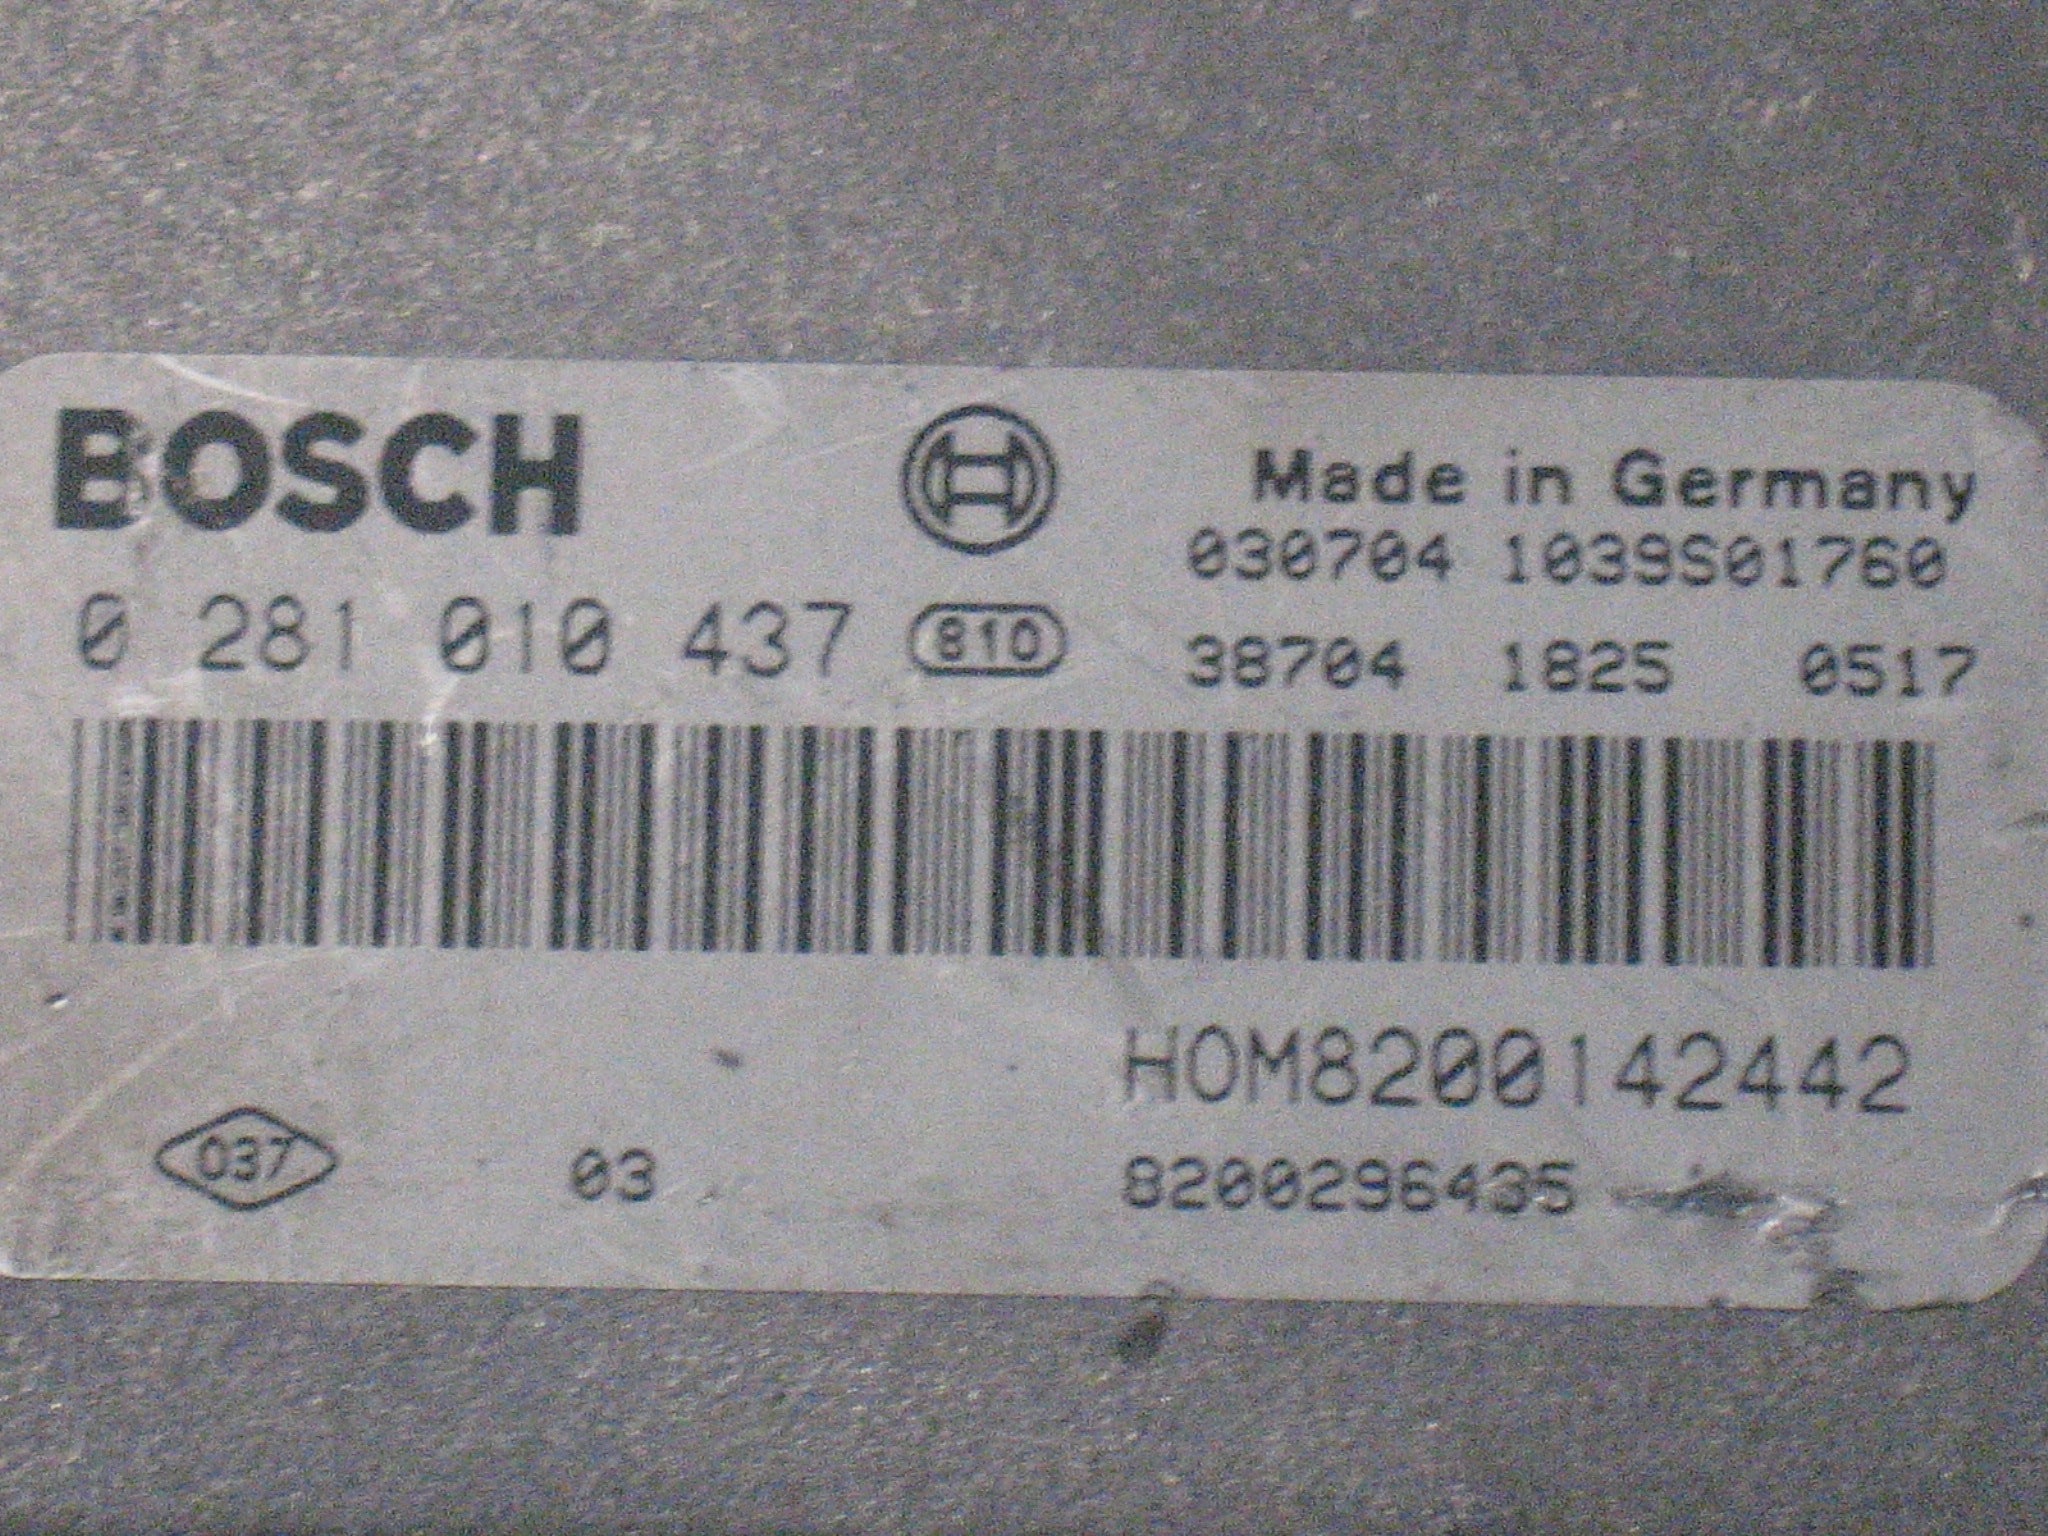 BOSCH
Made in Germany
030704 1039S01760
0 281 010 437 810
38704 1825 0517
HOM8200142442
037 03 8200296435